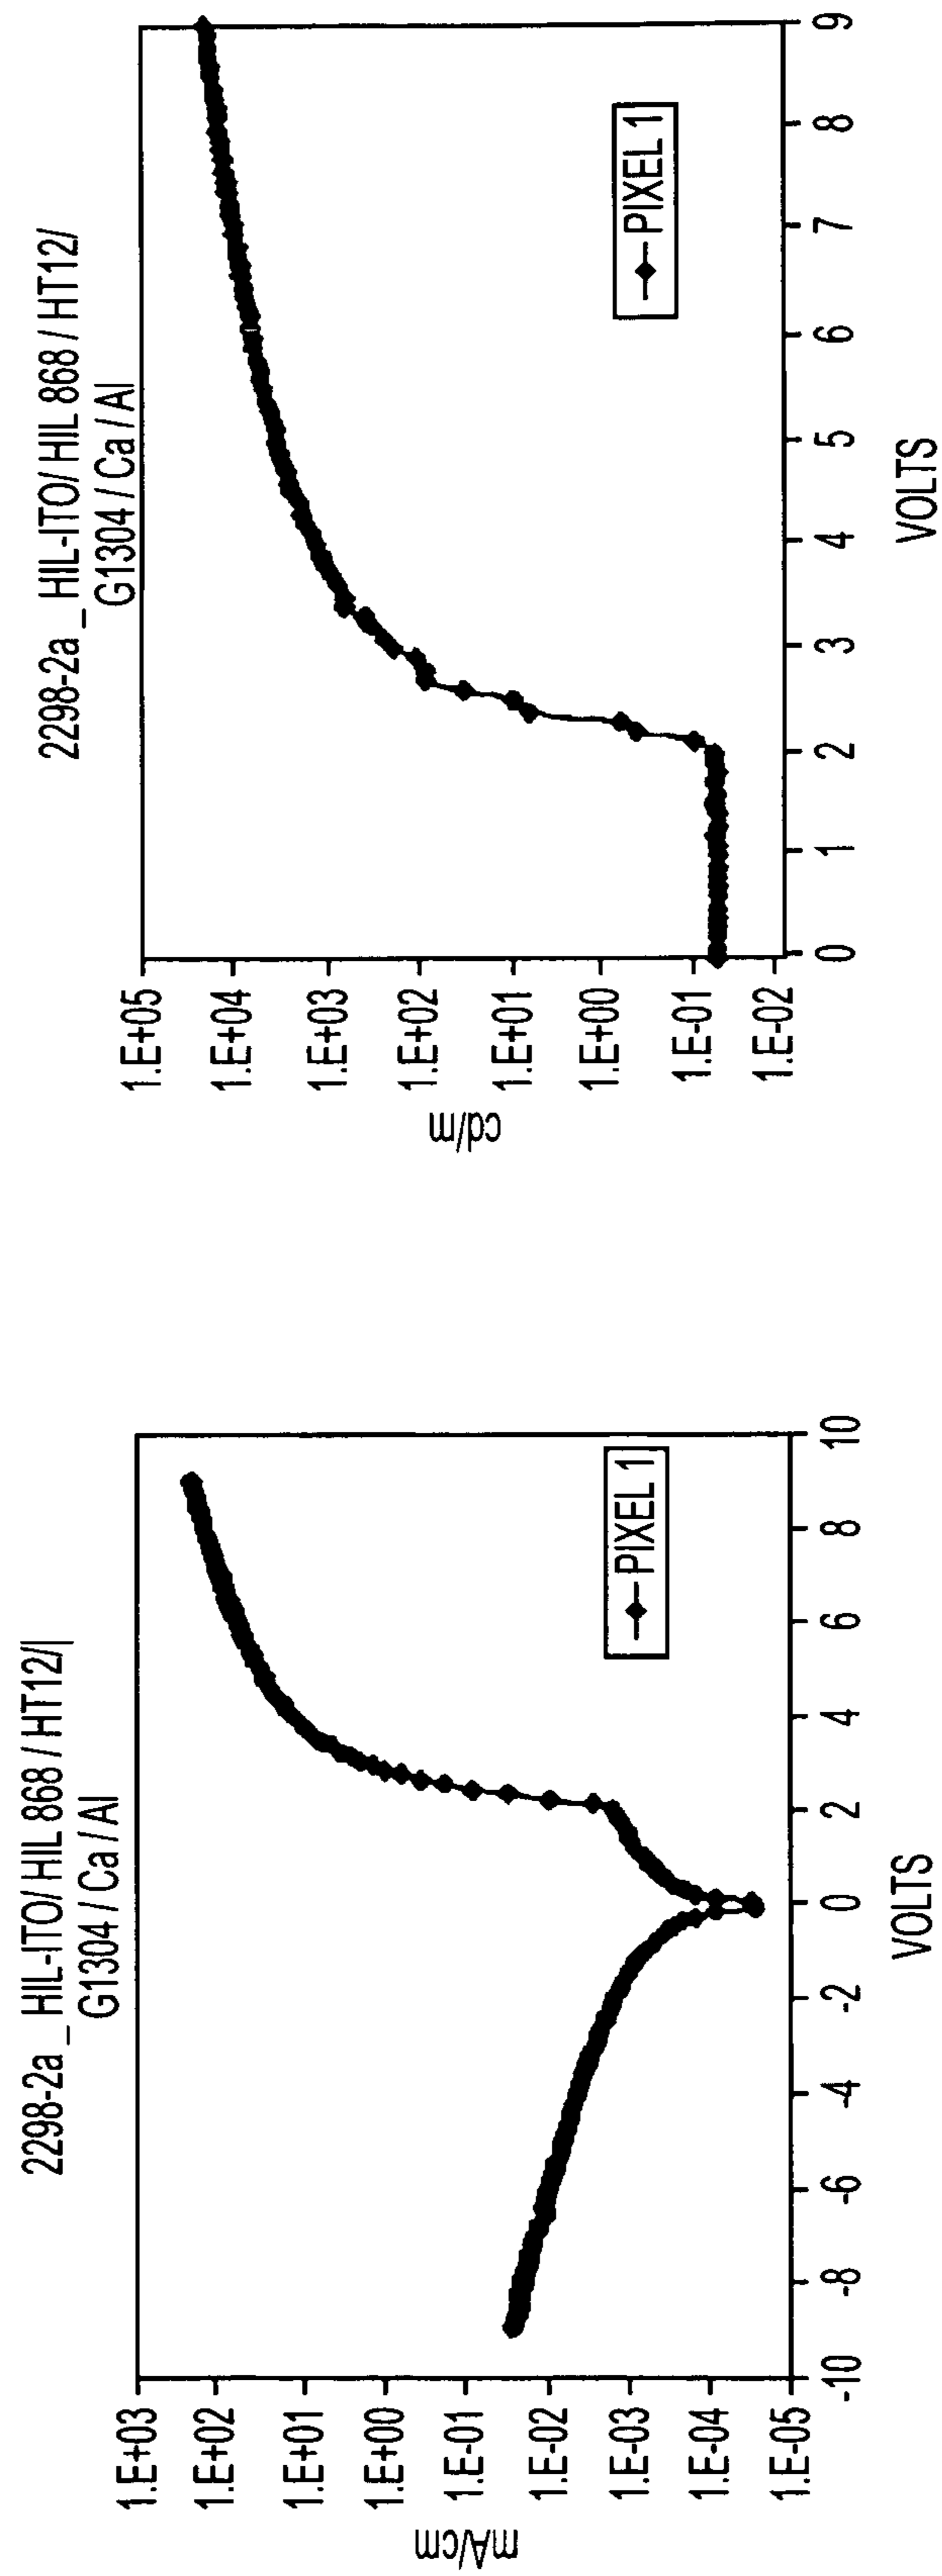 2298-2a _ HIL-ITO/ HIL 868 / HT12/|
G1304 / Ca / Al
mA/cm
1.E+03
1.E+02
1.E+01
1.E+00
1.E-01
1.E-02
1.E-03
1.E-04
1.E-05
-10 -8 -6 -4 -2 0 2 4 6 8 10
VOLTS
PIXEL 1
2298-2a _ HIL-ITO/ HIL 868 / HT12/
G1304 / Ca / Al
cd/m
1.E+05
1.E+04
1.E+03
1.E+02
1.E+01
1.E+00
1.E-01
1.E-02
0 1 2 3 4 5 6 7 8 9
VOLTS
PIXEL 1